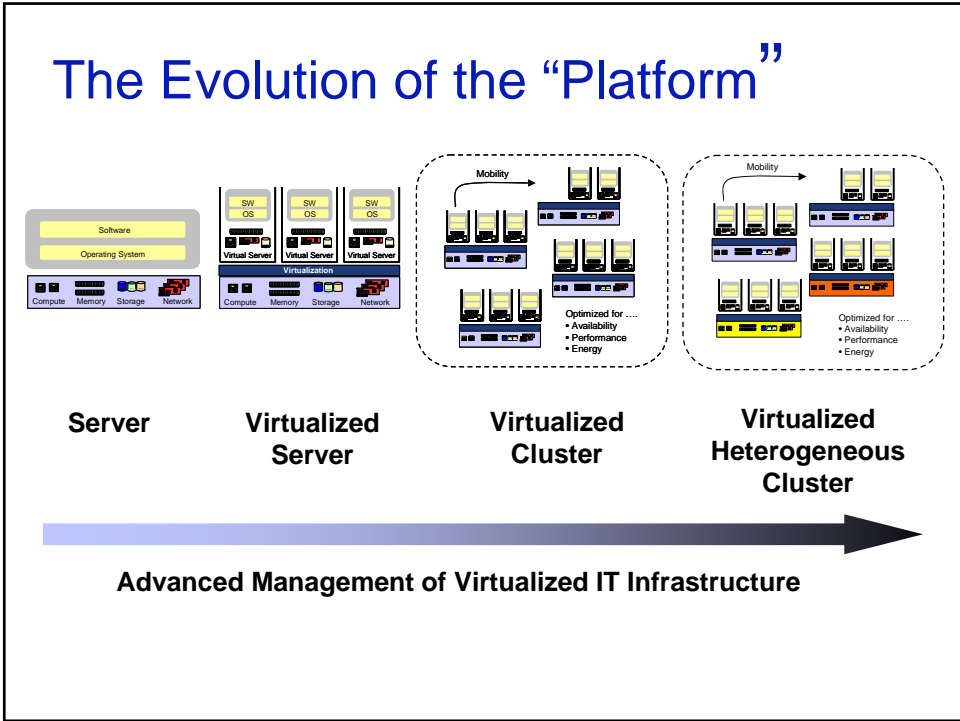 The Evolution of the “Platform”
Software
Operating System
Compute Memory Storage Network
SW SW SW
OS OS OS
Virtual Server Virtual Server Virtual Server
Virtualization
Compute Memory Storage Network
Mobility
Optimized for ....
• Availability
• Performance
• Energy
Mobility
Optimized for ....
• Availability
• Performance
• Energy
Server
Virtualized
Server
Virtualized
Cluster
Virtualized
Heterogeneous
Cluster
Advanced Management of Virtualized IT Infrastructure